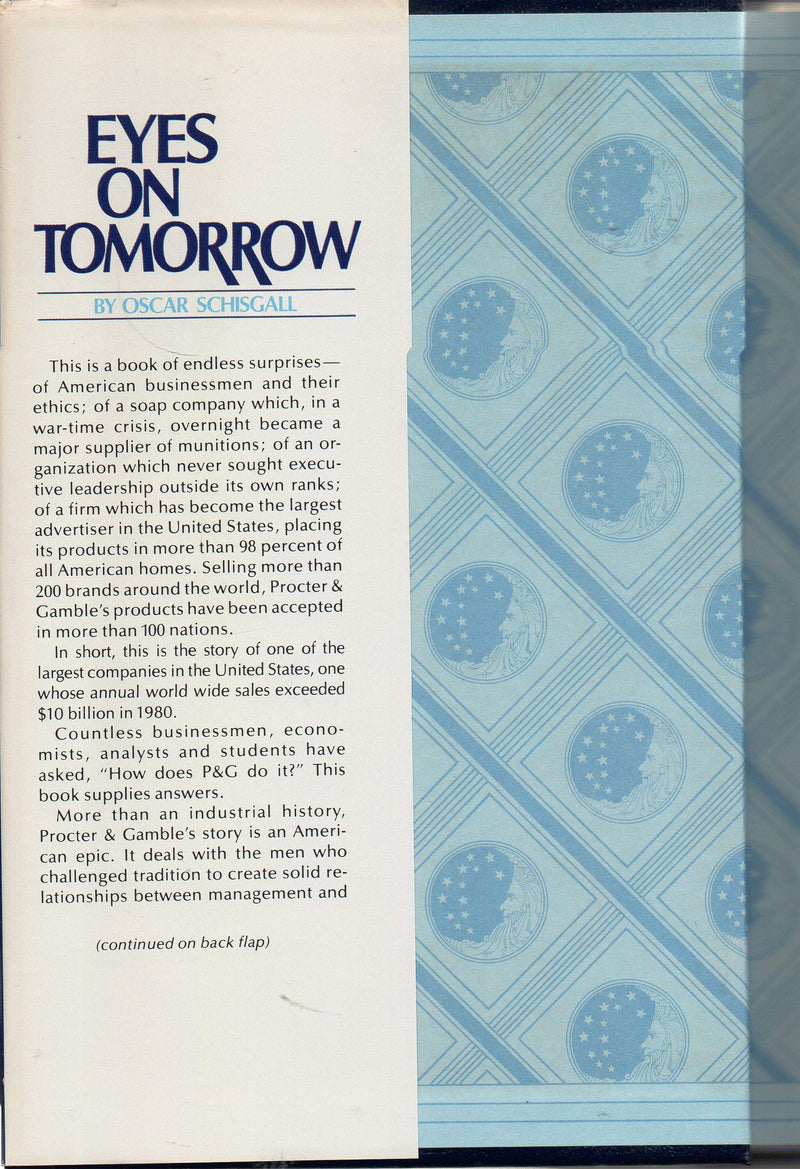 EYES
ON
TOMORROW
BY OSCAR SCHISGALL
This is a book of endless surprises—
of American businessmen and their
ethics; of a soap company which, in a
war-time crisis, overnight became a
major supplier of munitions; of an or-
ganization which never sought execu-
tive leadership outside its own ranks;
of a firm which has become the largest
advertiser in the United States, placing
its products in more than 98 percent of
all American homes. Selling more than
200 brands around the world, Procter &
Gamble's products have been accepted
in more than 100 nations.
In short, this is the story of one of the
largest companies in the United States, one
whose annual world wide sales exceeded
$10 billion in 1980.
Countless businessmen, econo-
mists, analysts and students have
asked, "How does P&G do it?" This
book supplies answers.
More than an industrial history,
Procter & Gamble's story is an Ameri-
can epic. It deals with the men who
challenged tradition to create solid re-
lationships between management and
(continued on back flap)